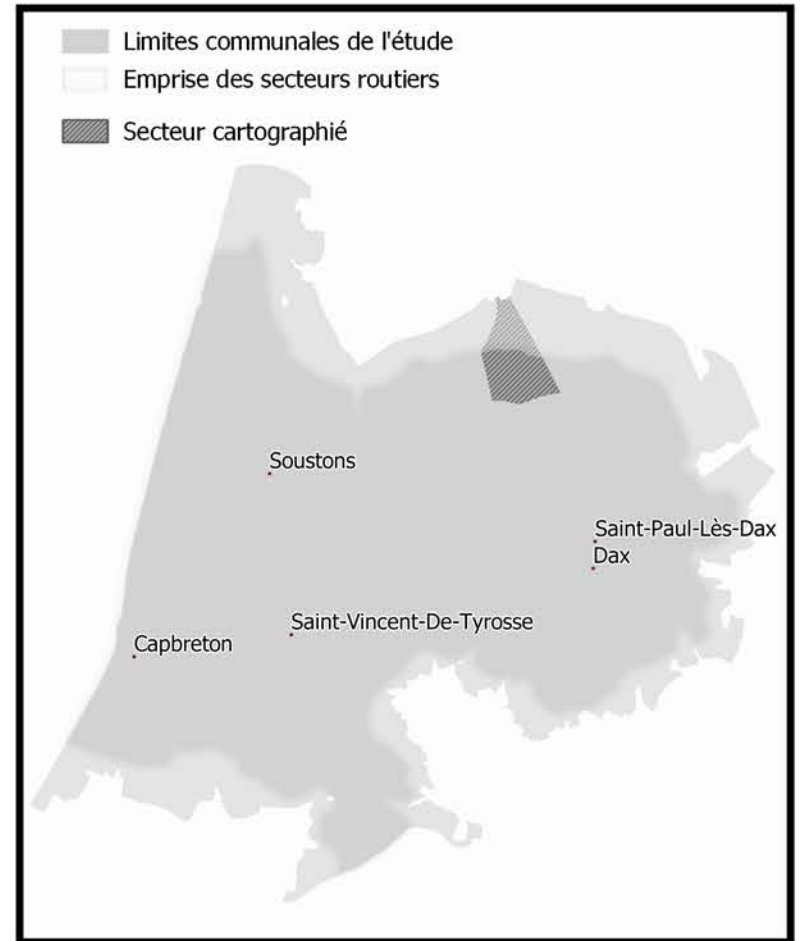 Limites communales de l'étude
Emprise des secteurs routiers
Secteur cartographié
Soustons
Saint-Paul-Lès-Dax
Dax
Saint-Vincent-De-Tyrosse
Capbreton